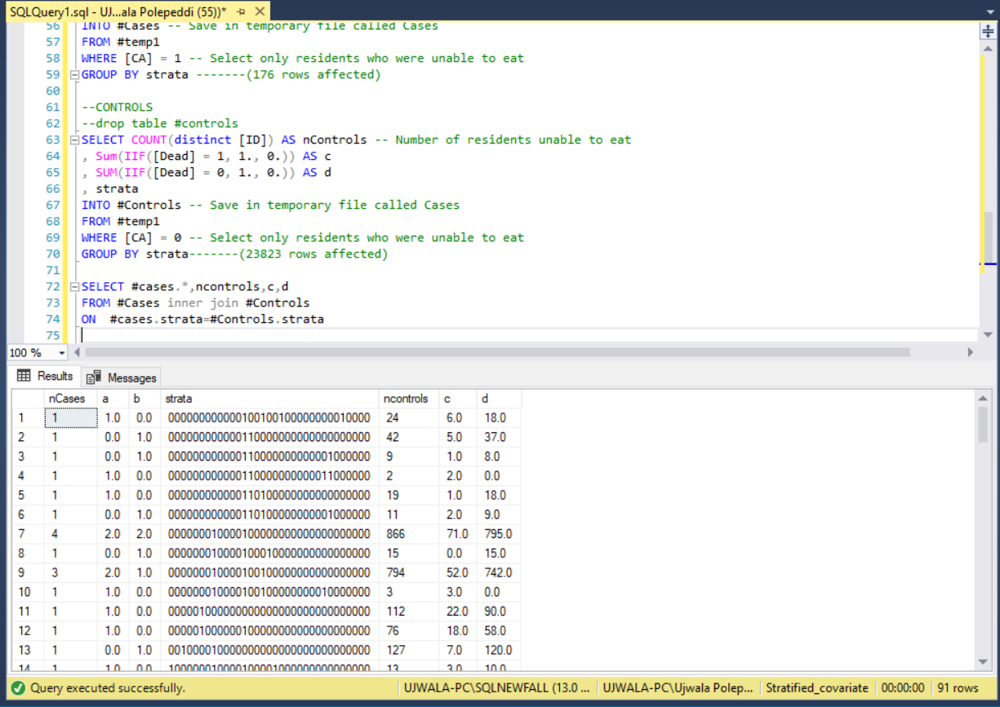 SQLQuery1.sql - UJ...ala Polepeddi (55))*
56 INTO #Cases -- Save in temporary file called Cases
57 FROM #temp1
58 WHERE [CA] = 1 -- Select only residents who were unable to eat
59 GROUP BY strata -------(176 rows affected)
60
61 --CONTROLS
62 --drop table #controls
63 SELECT COUNT(distinct [ID]) AS nControls -- Number of residents unable to eat
64 , Sum(IIF([Dead] = 1, 1., 0.)) AS c
65 , SUM(IIF([Dead] = 0, 1., 0.)) AS d
66 , strata
67 INTO #Controls -- Save in temporary file called Cases
68 FROM #temp1
69 WHERE [CA] = 0 -- Select only residents who were unable to eat
70 GROUP BY strata-------(23823 rows affected)
71
72 SELECT #cases.*,ncontrols,c,d
73 FROM #Cases inner join #Controls
74 ON #cases.strata=#Controls.strata
75
100 %
Results Messages
nCases a b strata ncontrols c d
1 1 1.0 0.0 0000000000001001001000000000010000 24 6.0 18.0
2 1 0.0 1.0 0000000000001100000000000000000000 42 5.0 37.0
3 1 0.0 1.0 0000000000001100000000000001000000 9 1.0 8.0
4 1 1.0 0.0 0000000000001100000000000011000000 2 2.0 0.0
5 1 1.0 0.0 0000000000001101000000000000000000 19 1.0 18.0
6 1 0.0 1.0 0000000000001101000000000001000000 11 2.0 9.0
7 4 2.0 2.0 0000000100001000000000000000000000 866 71.0 795.0
8 1 0.0 1.0 0000000100001000100000000000000000 15 0.0 15.0
9 3 2.0 1.0 0000000100001001000000000000000000 794 52.0 742.0
10 1 1.0 0.0 0000000100001001000000000010000000 3 3.0 0.0
11 1 1.0 0.0 0000010000000000000000000000000000 112 22.0 90.0
12 1 1.0 0.0 0000010000001000000000000000000000 76 18.0 58.0
13 1 0.0 1.0 0010000100000000000000000000000000 127 7.0 120.0
14 1 1.0 0.0 1000000100001000010000000000000000 13 3.0 10.0
Query executed successfully. UJWALA-PC\SQLNEWFALL (13.0 ... UJWALA-PC\Ujwala Polep... Stratified_covariate 00:00:00 91 rows